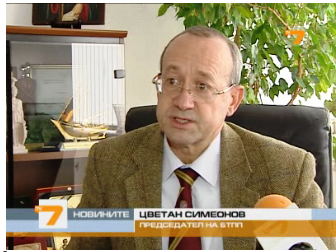 7
7 НОВИНИТЕ ЦВЕТАН СИМЕОНОВ
ПРЕДСЕДАТЕЛ НА БТПП